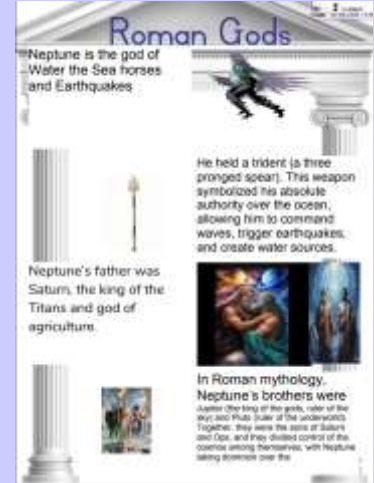 Roman Gods
Neptune is the god of
Water the Sea horses
and Earthquakes
He held a trident (a three
pronged spear). This weapon
symbolized his absolute
authority over the ocean,
allowing him to command
waves, trigger earthquakes,
and create water sources.
Neptune's father was
Saturn, the king of the
Titans and god of
agriculture.
In Roman mythology,
Neptune's brothers were
Jupiter (the king of the gods, ruler of the
sky) and Pluto (ruler of the underworld).
Together, they were the sons of Saturn
and Ops, and they divided control of the
cosmos among themselves, with Neptune
taking dominion over the